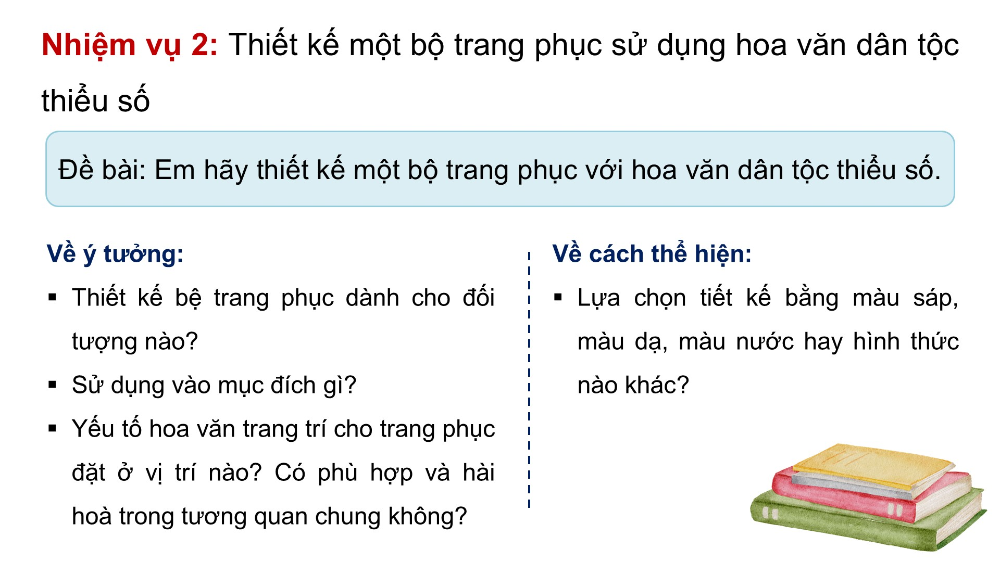 Nhiệm vụ 2: Thiết kế một bộ trang phục sử dụng hoa văn dân tộc
thiểu số
Đề bài: Em hãy thiết kế một bộ trang phục với hoa văn dân tộc thiểu số.
Về ý tưởng:
▪ Thiết kế bệ trang phục dành cho đối
tượng nào?
▪ Sử dụng vào mục đích gì?
▪ Yếu tố hoa văn trang trí cho trang phục
đặt ở vị trí nào? Có phù hợp và hài
hoà trong tương quan chung không?
Về cách thể hiện:
▪ Lựa chọn tiết kế bằng màu sáp,
màu dạ, màu nước hay hình thức
nào khác?